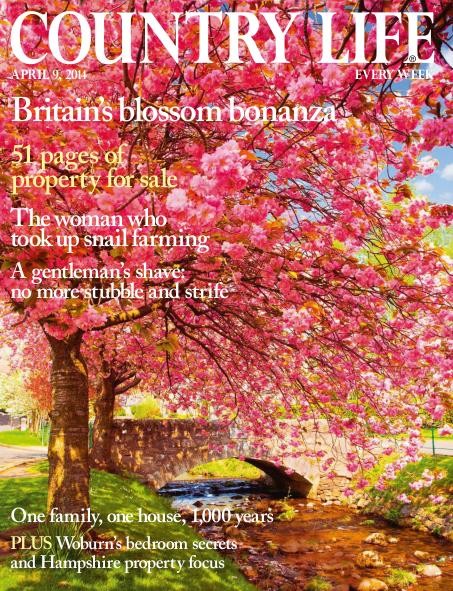 COUNTRY LIFE®
APRIL 9, 2014 EVERY WEEK
Britain's blossom bonanza
51 pages of
property for sale
The woman who
took up snail farming
A gentleman's shave:
no more stubble and strife
One family, one house, 1,000 years
PLUS Woburn's bedroom secrets
and Hampshire property focus